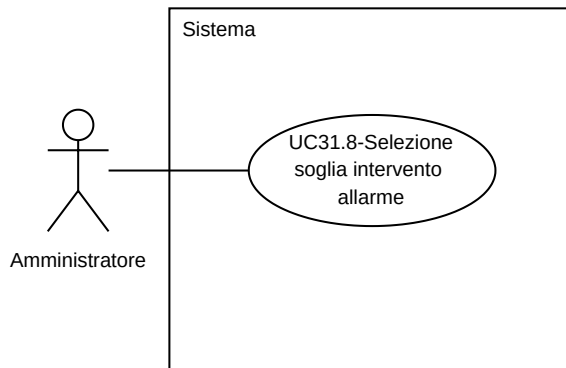 Sistema
UC31.8-Selezione
soglia intervento
allarme
Amministratore